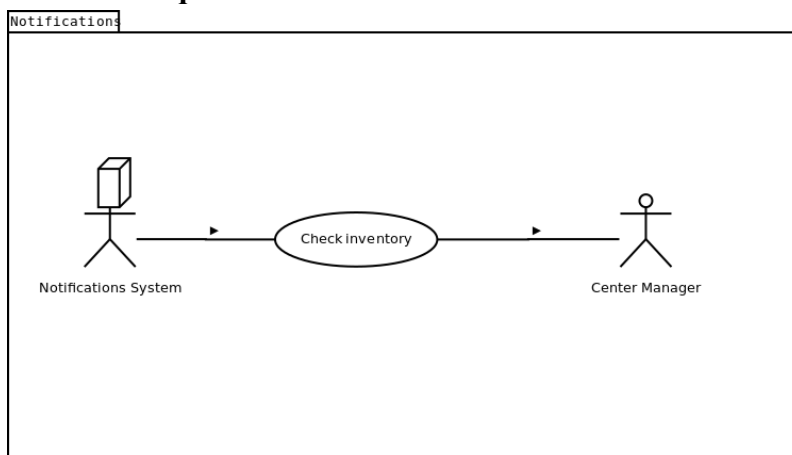 Notifications
Check inventory
Notifications System
Center Manager